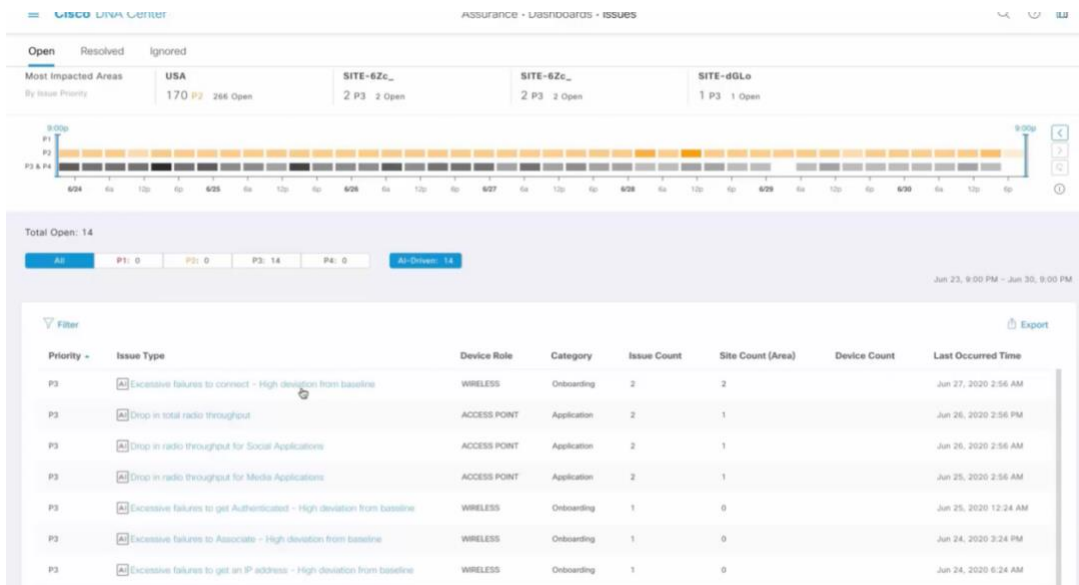 Cisco DNA Center Assurance - Dashboards - Issues
Open Resolved Ignored
Most Impacted Areas USA SITE-6Zc_ SITE-6Zc_ SITE-dGLo
By Issue Priority 170 P2 266 Open 2 P3 2 Open 2 P3 2 Open 1 P3 1 Open
9:00p 9:00p
P1
P2
P3 & P4
6/24 6a 12p 6p 6/25 6a 12p 6p 6/26 6a 12p 6p 6/27 6a 12p 6p 6/28 6a 12p 6p 6/29 6a 12p 6p 6/30 6a 12p 6p
Total Open: 14
All P1: 0 P2: 0 P3: 14 P4: 0 AI-Driven: 14
Jun 23, 9:00 PM - Jun 30, 9:00 PM
Filter Export
Priority Issue Type Device Role Category Issue Count Site Count (Area) Device Count Last Occurred Time
P3 AI Excessive failures to connect - High deviation from baseline WIRELESS Onboarding 2 2 Jun 27, 2020 2:56 AM
P3 AI Drop in total radio throughput ACCESS POINT Application 2 1 Jun 26, 2020 2:56 PM
P3 AI Drop in radio throughput for Social Applications ACCESS POINT Application 2 1 Jun 26, 2020 2:56 AM
P3 AI Drop in radio throughput for Media Applications ACCESS POINT Application 2 1 Jun 25, 2020 2:56 AM
P3 AI Excessive failures to get Authenticated - High deviation from baseline WIRELESS Onboarding 1 0 Jun 25, 2020 12:24 AM
P3 AI Excessive failures to Associate - High deviation from baseline WIRELESS Onboarding 1 0 Jun 24, 2020 3:24 PM
P3 AI Excessive failures to get an IP address - High deviation from baseline WIRELESS Onboarding 1 0 Jun 24, 2020 6:24 AM